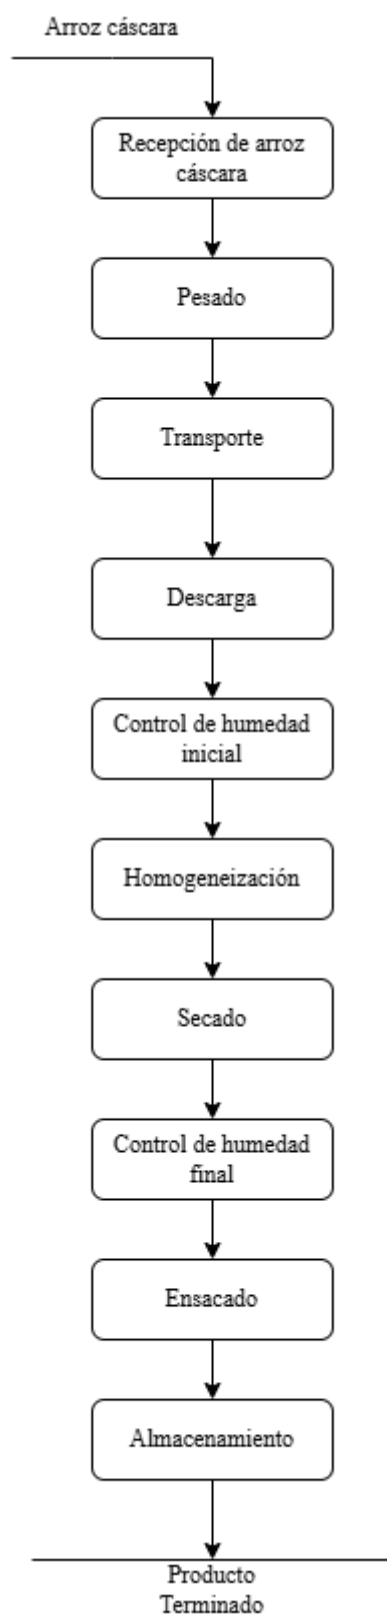 Arroz cáscara
Recepción de arroz
cáscara
Pesado
Transporte
Descarga
Control de humedad
inicial
Homogeneización
Secado
Control de humedad
final
Ensacado
Almacenamiento
Producto
Terminado